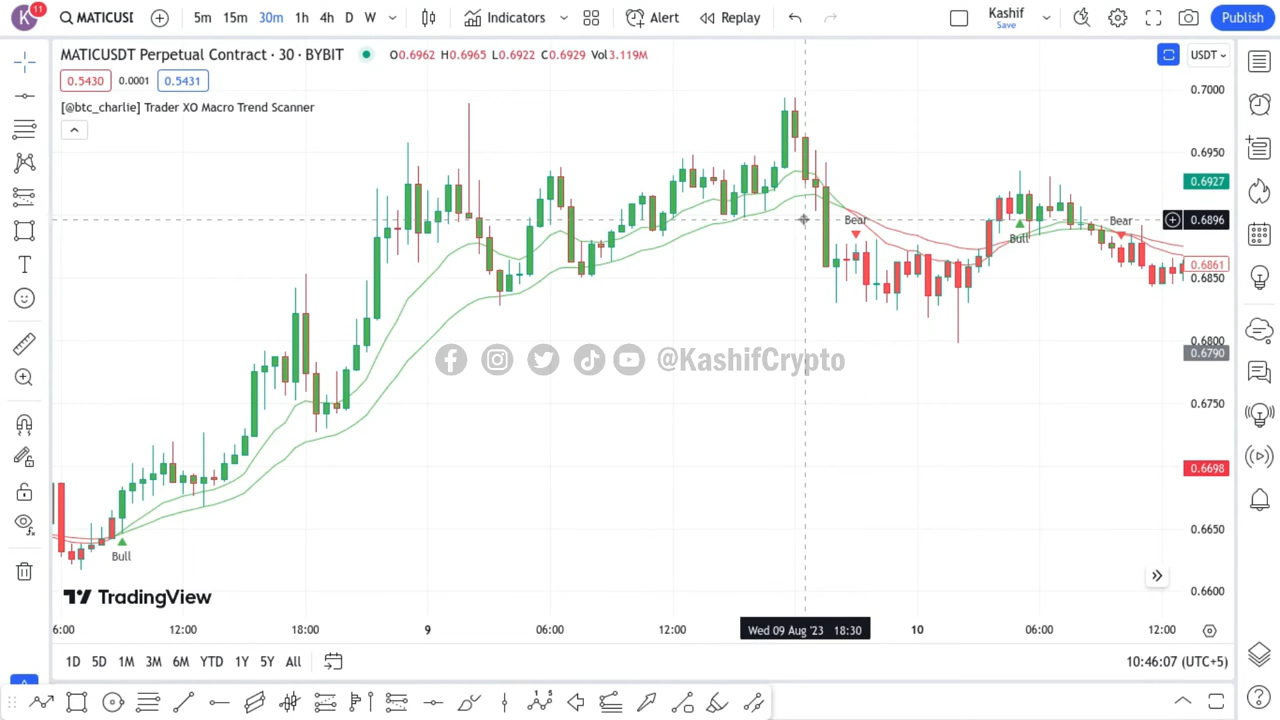 K 11 MATICUSI 5m 15m 30m 1h 4h D W Indicators Alert Replay Kashif Save Publish
MATICUSDT Perpetual Contract · 30 · BYBIT O0.6962 H0.6965 L0.6922 C0.6929 Vol3.119M USDT
0.5430 0.0001 0.5431
[@btc_charlie] Trader XO Macro Trend Scanner
0.7000
0.6950
0.6927
Bear
Bear
0.6896
Bull
0.6861
0.6850
0.6800
0.6790
@KashifCrypto
0.6750
0.6698
0.6650
Bull
0.6600
TradingView
6:00 12:00 18:00 9 06:00 12:00 Wed 09 Aug '23 18:30 10 06:00 12:00
1D 5D 1M 3M 6M YTD 1Y 5Y All 10:46:07 (UTC+5)